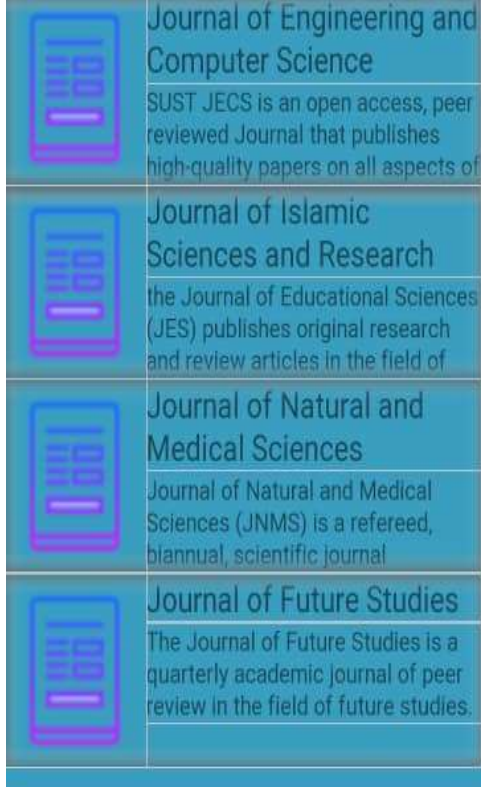 Journal of Engineering and
Computer Science
SUST JECS is an open access, peer
reviewed Journal that publishes
high-quality papers on all aspects of
Journal of Islamic
Sciences and Research
the Journal of Educational Sciences
(JES) publishes original research
and review articles in the field of
Journal of Natural and
Medical Sciences
Journal of Natural and Medical
Sciences (JNMS) is a refereed,
biannual, scientific journal
Journal of Future Studies
The Journal of Future Studies is a
quarterly academic journal of peer
review in the field of future studies.